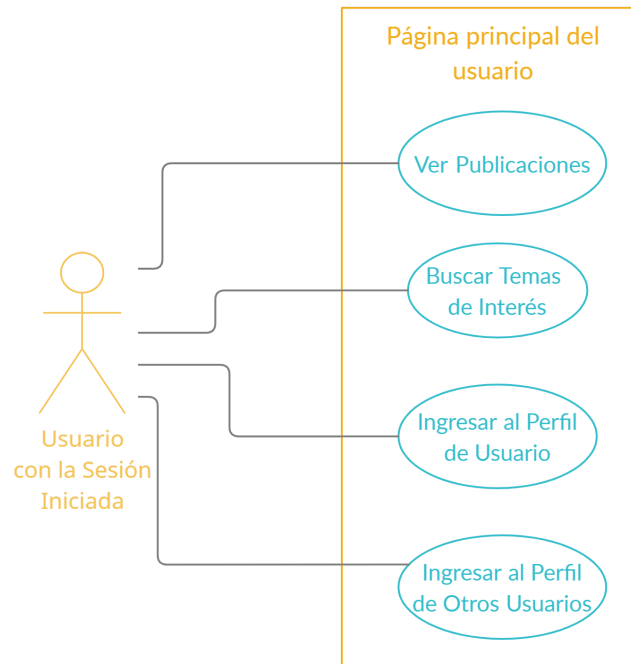 Página principal del
usuario
Ver Publicaciones
Buscar Temas
de Interés
Ingresar al Perfil
de Usuario
Usuario
con la Sesión
Iniciada
Ingresar al Perfil
de Otros Usuarios